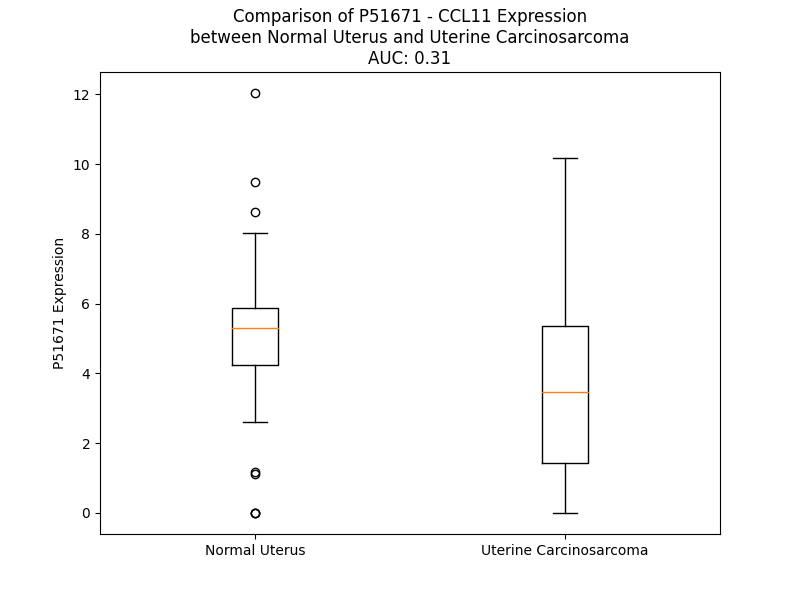 Comparison of P51671 - CCL11 Expression
between Normal Uterus and Uterine Carcinosarcoma
AUC: 0.31
12
10
8
6
4
2
0
P51671 Expression
Normal Uterus
Uterine Carcinosarcoma